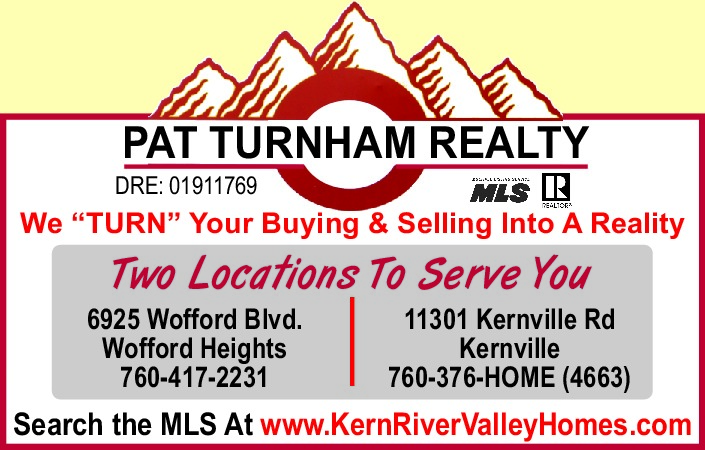 PAT TURNHAM REALTY
DRE: 01911769
MLS
REALTOR®
We “TURN” Your Buying & Selling Into A Reality
Two Locations To Serve You
6925 Wofford Blvd.
Wofford Heights
760-417-2231
11301 Kernville Rd
Kernville
760-376-HOME (4663)
Search the MLS At www.KernRiverValleyHomes.com